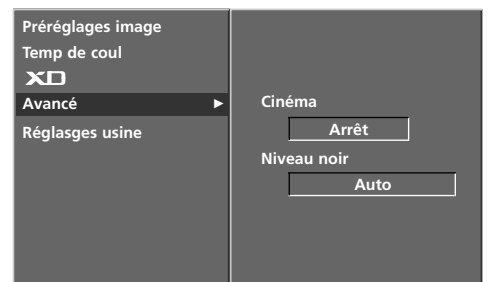 Préréglages image
Temp de coul
XD
Avancé ►
Réglasges usine
Cinéma
Arrêt
Niveau noir
Auto